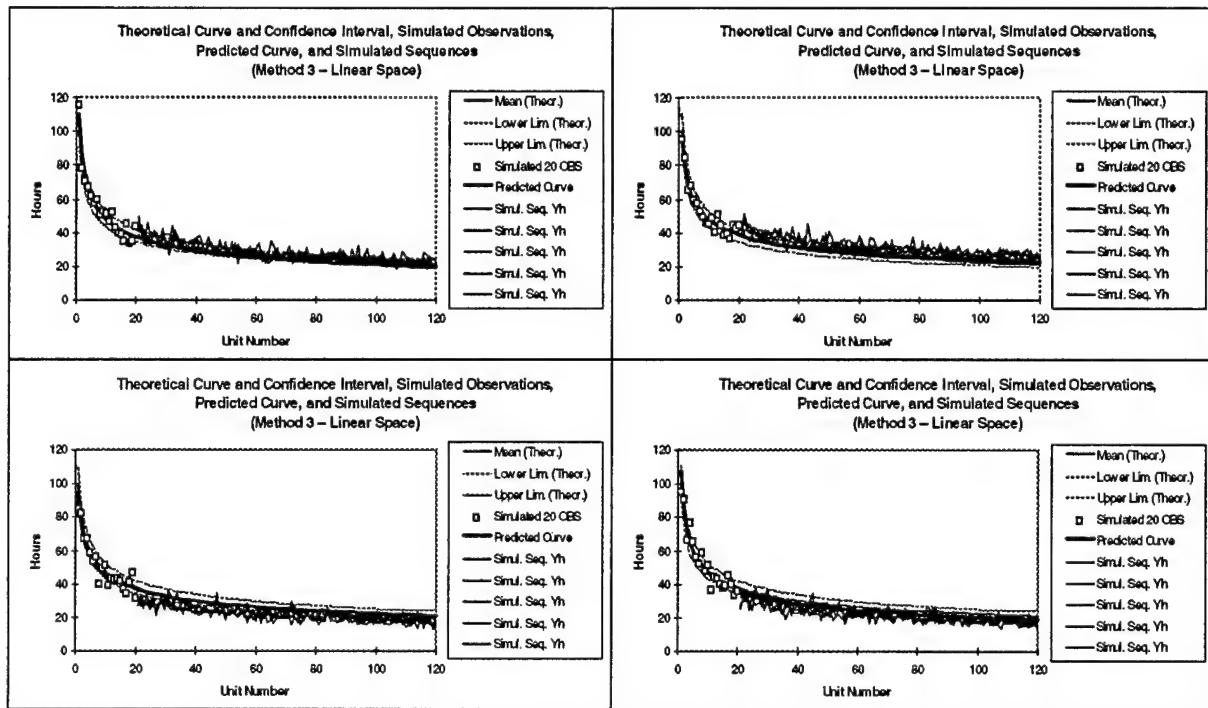 Theoretical Curve and Confidence Interval, Simulated Observations,
Predicted Curve, and Simulated Sequences
(Method 3 – Linear Space)
120
100
80
60
40
20
0
Hours
0 20 40 60 80 100 120
Unit Number
Mean (Theor.)
Lower Lim. (Theor.)
Upper Lim. (Theor.)
Simulated 20 OBS
Predicted Curve
Simul. Seq. Yh
Simul. Seq. Yh
Simul. Seq. Yh
Simul. Seq. Yh
Simul. Seq. Yh
Theoretical Curve and Confidence Interval, Simulated Observations,
Predicted Curve, and Simulated Sequences
(Method 3 – Linear Space)
120
100
80
60
40
20
0
Hours
0 20 40 60 80 100 120
Unit Number
Mean (Theor.)
Lower Lim. (Theor.)
Upper Lim. (Theor.)
Simulated 20 OBS
Predicted Curve
Simul. Seq. Yh
Simul. Seq. Yh
Simul. Seq. Yh
Simul. Seq. Yh
Simul. Seq. Yh
Theoretical Curve and Confidence Interval, Simulated Observations,
Predicted Curve, and Simulated Sequences
(Method 3 – Linear Space)
120
100
80
60
40
20
0
Hours
0 20 40 60 80 100 120
Unit Number
Mean (Theor.)
Lower Lim. (Theor.)
Upper Lim. (Theor.)
Simulated 20 OBS
Predicted Curve
Simul. Seq. Yh
Simul. Seq. Yh
Simul. Seq. Yh
Simul. Seq. Yh
Simul. Seq. Yh
Theoretical Curve and Confidence Interval, Simulated Observations,
Predicted Curve, and Simulated Sequences
(Method 3 – Linear Space)
120
100
80
60
40
20
0
Hours
0 20 40 60 80 100 120
Unit Number
Mean (Theor.)
Lower Lim. (Theor.)
Upper Lim. (Theor.)
Simulated 20 OBS
Predicted Curve
Simul. Seq. Yh
Simul. Seq. Yh
Simul. Seq. Yh
Simul. Seq. Yh
Simul. Seq. Yh